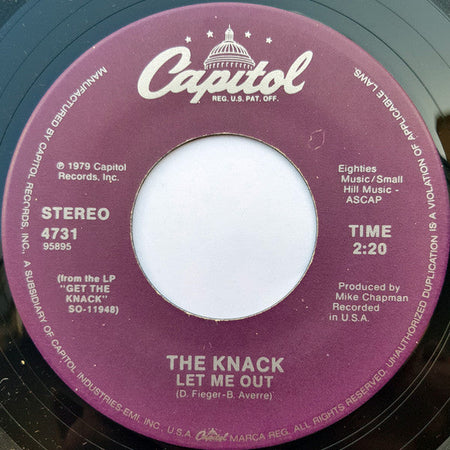 Capitol
REG. U.S. PAT. OFF.
℗ 1979 Capitol
Records, Inc.
STEREO
4731
95895
(from the LP
"GET THE
KNACK"
SO-11948)
Eighties
Music/Small
Hill Music -
ASCAP
TIME
2:20
Produced by
Mike Chapman
Recorded in
U.S.A.
THE KNACK
LET ME OUT
(D. Fieger-B. Averre)
MANUFACTURED BY CAPITOL RECORDS, INC., A SUBSIDIARY OF CAPITOL INDUSTRIES-EMI, INC., U.S.A. Capitol MARCA REG. ALL RIGHTS RESERVED. UNAUTHORIZED DUPLICATION IS A VIOLATION OF APPLICABLE LAWS.